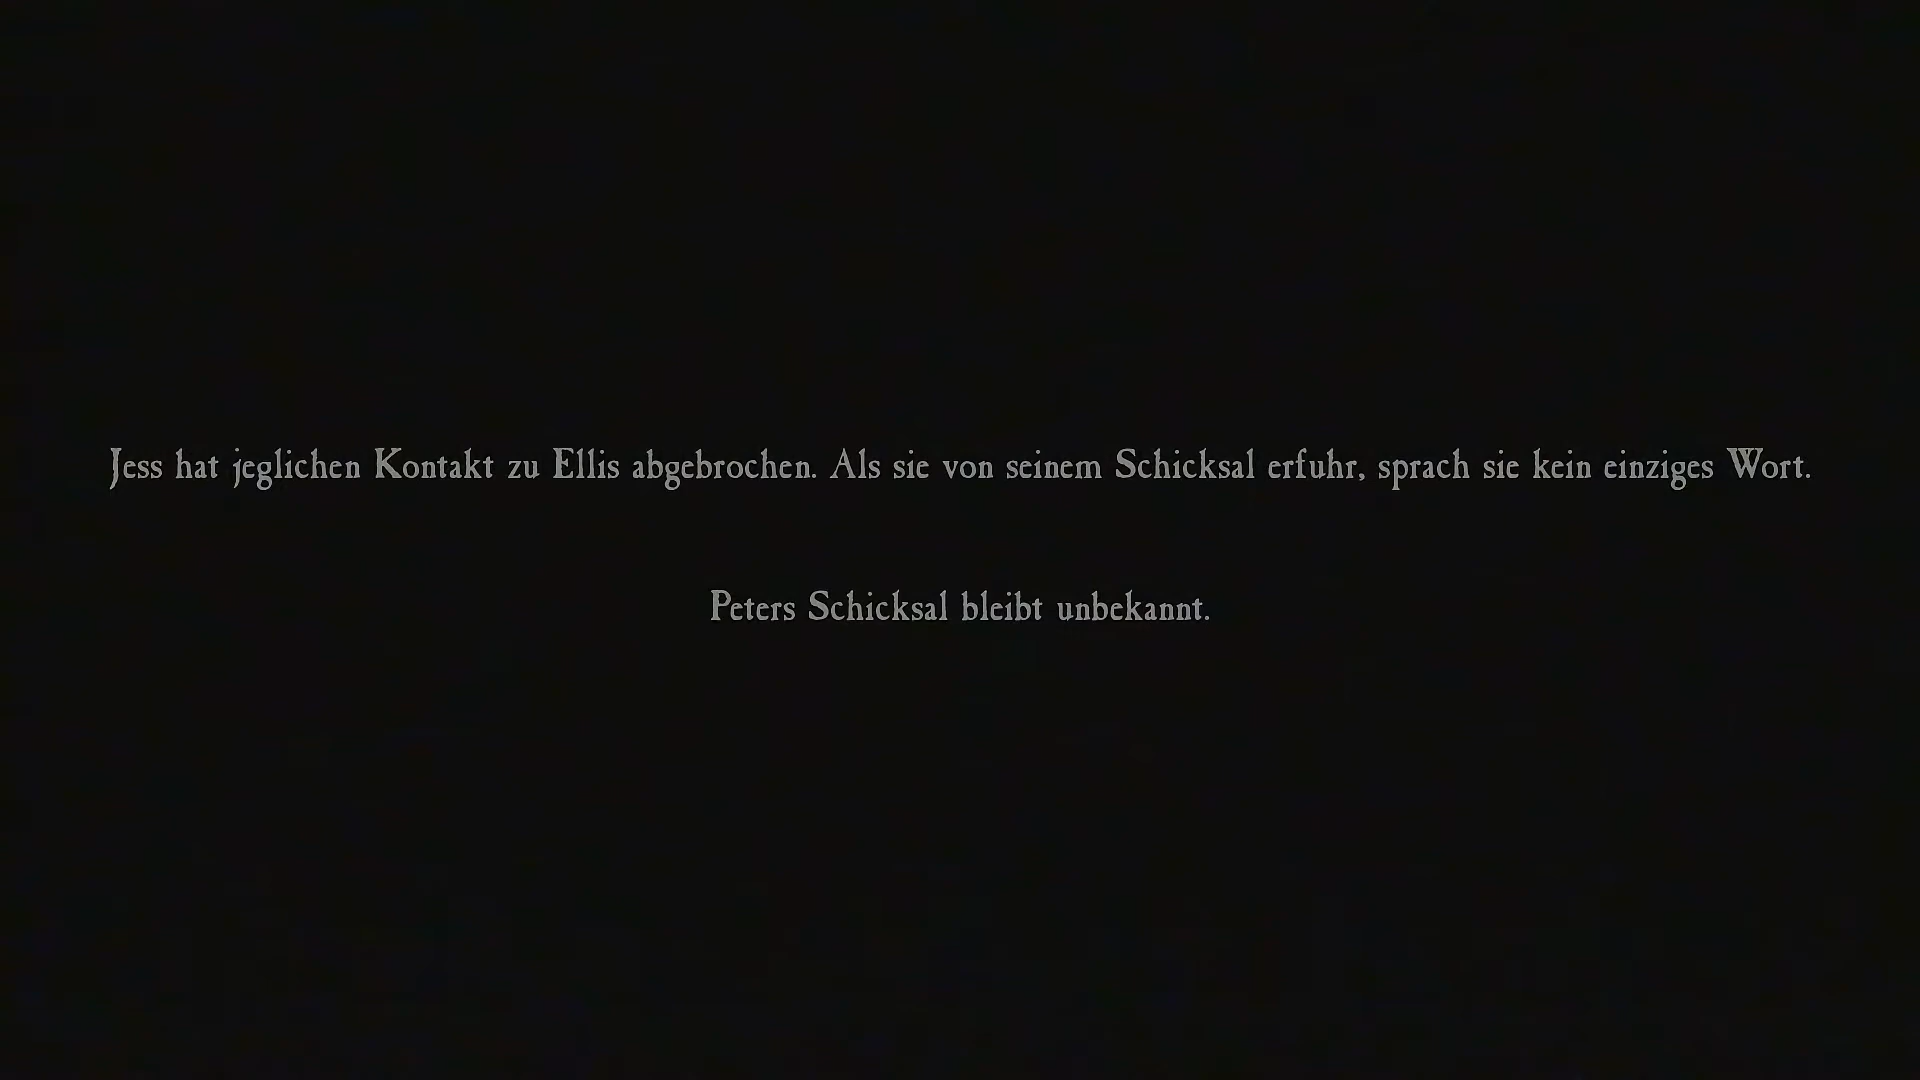 Jess hat jeglichen Kontakt zu Ellis abgebrochen. Als sie von seinem Schicksal erfuhr, sprach sie kein einziges Wort.
Peters Schicksal bleibt unbekannt.